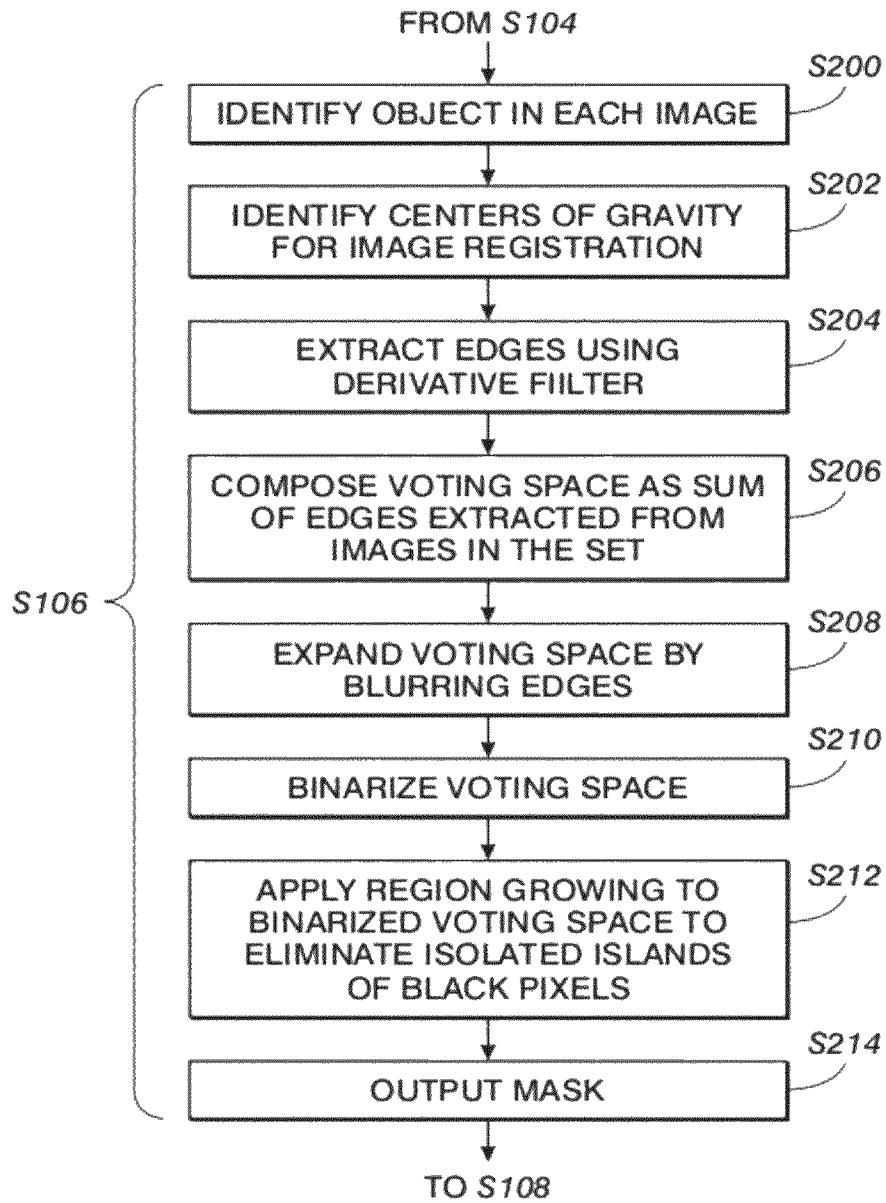 FROM S104
S200
IDENTIFY OBJECT IN EACH IMAGE
S202
IDENTIFY CENTERS OF GRAVITY
FOR IMAGE REGISTRATION
S204
EXTRACT EDGES USING
DERIVATIVE FIILTER
S206
COMPOSE VOTING SPACE AS SUM
OF EDGES EXTRACTED FROM
IMAGES IN THE SET
S106
S208
EXPAND VOTING SPACE BY
BLURRING EDGES
S210
BINARIZE VOTING SPACE
S212
APPLY REGION GROWING TO
BINARIZED VOTING SPACE TO
ELIMINATE ISOLATED ISLANDS
OF BLACK PIXELS
S214
OUTPUT MASK
TO S108